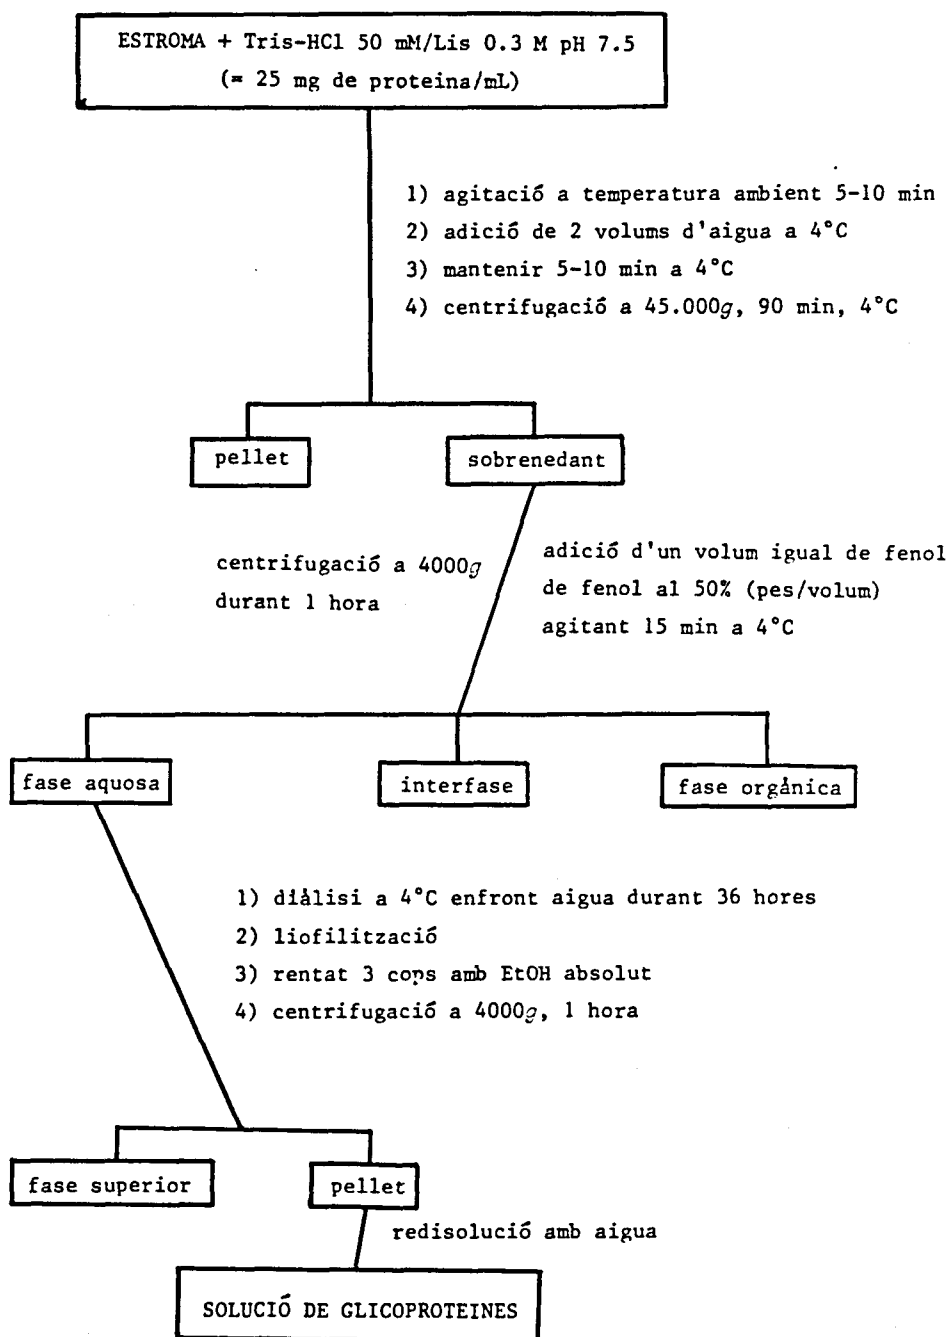 ESTROMA + Tris-HCl 50 mM/Lis 0.3 M pH 7.5
(= 25 mg de proteina/mL)
1) agitació a temperatura ambient 5-10 min
2) adició de 2 volums d'aigua a 4°C
3) mantenir 5-10 min a 4°C
4) centrifugació a 45.000g, 90 min, 4°C
pellet
sobrenedant
centrifugació a 4000g
durant 1 hora
adició d'un volum igual de fenol
de fenol al 50% (pes/volum)
agitant 15 min a 4°C
fase aquosa
interfase
fase orgànica
1) diàlisi a 4°C enfront aigua durant 36 hores
2) liofilització
3) rentat 3 cops amb EtOH absolut
4) centrifugació a 4000g, 1 hora
fase superior
pellet
redisolució amb aigua
SOLUCIÓ DE GLICOPROTEINES